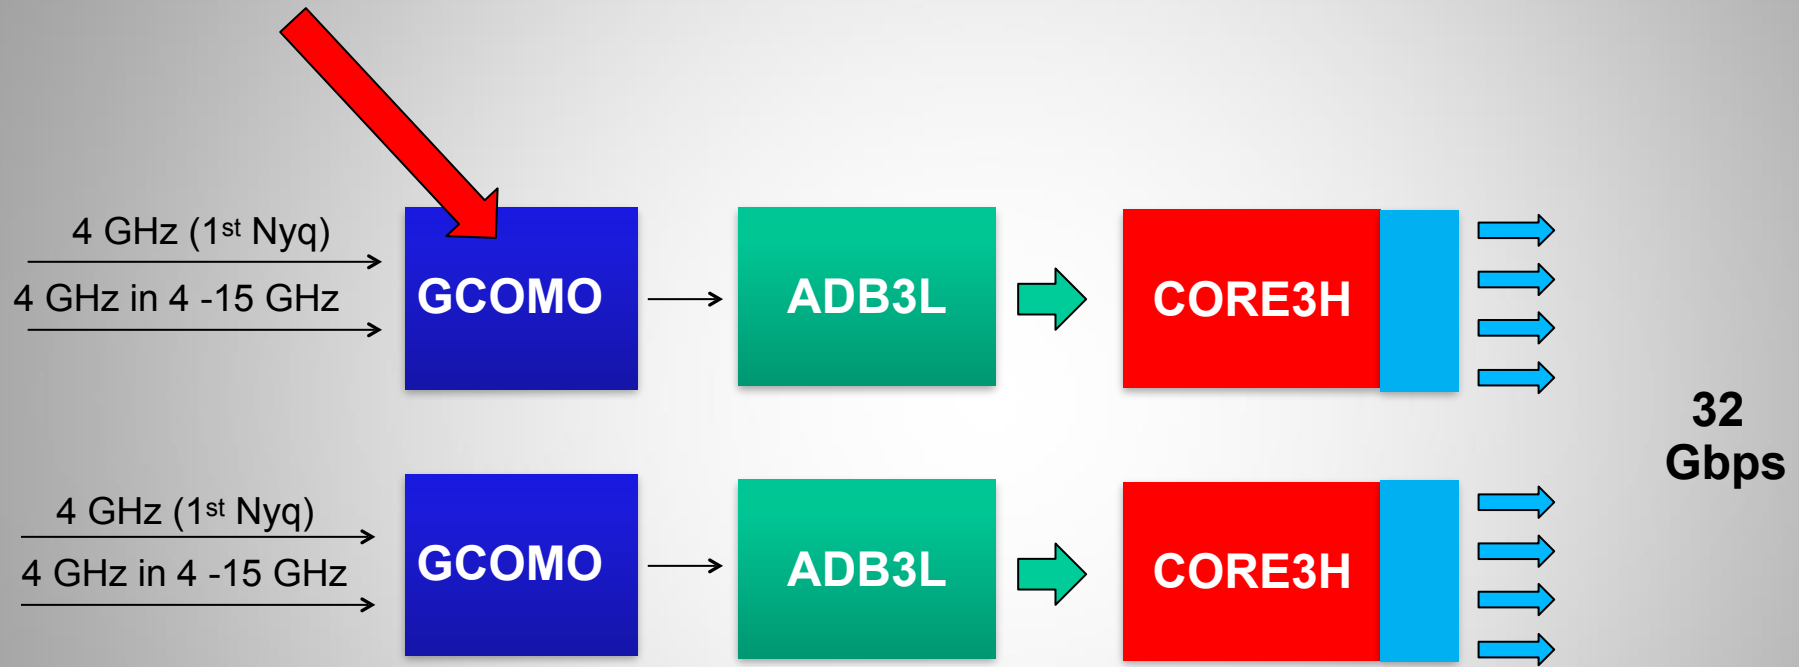 4 GHz (1st Nyq)
4 GHz in 4 -15 GHz
GCOMO
ADB3L
CORE3H
32
Gbps
4 GHz (1st Nyq)
4 GHz in 4 -15 GHz
GCOMO
ADB3L
CORE3H